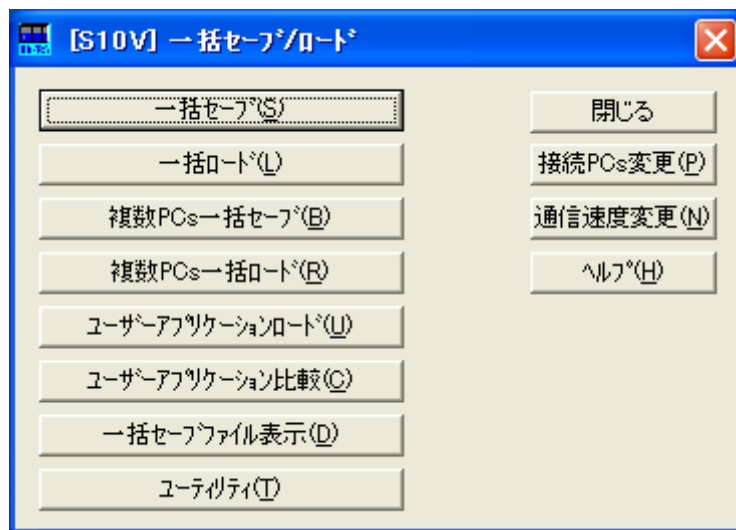 [S10V] 一括ｾｰﾌﾞ/ﾛｰﾄﾞ
一括ｾｰﾌﾞ(S)
一括ﾛｰﾄﾞ(L)
複数PCs一括ｾｰﾌﾞ(B)
複数PCs一括ﾛｰﾄﾞ(R)
ﾕｰｻﾞｰｱﾌﾟﾘｹｰｼｮﾝﾛｰﾄﾞ(U)
ﾕｰｻﾞｰｱﾌﾟﾘｹｰｼｮﾝ比較(C)
一括ｾｰﾌﾞﾌｧｲﾙ表示(D)
ﾕｰﾃｨﾘﾃｨ(T)
閉じる
接続PCs変更(P)
通信速度変更(N)
ﾍﾙﾌﾟ(H)